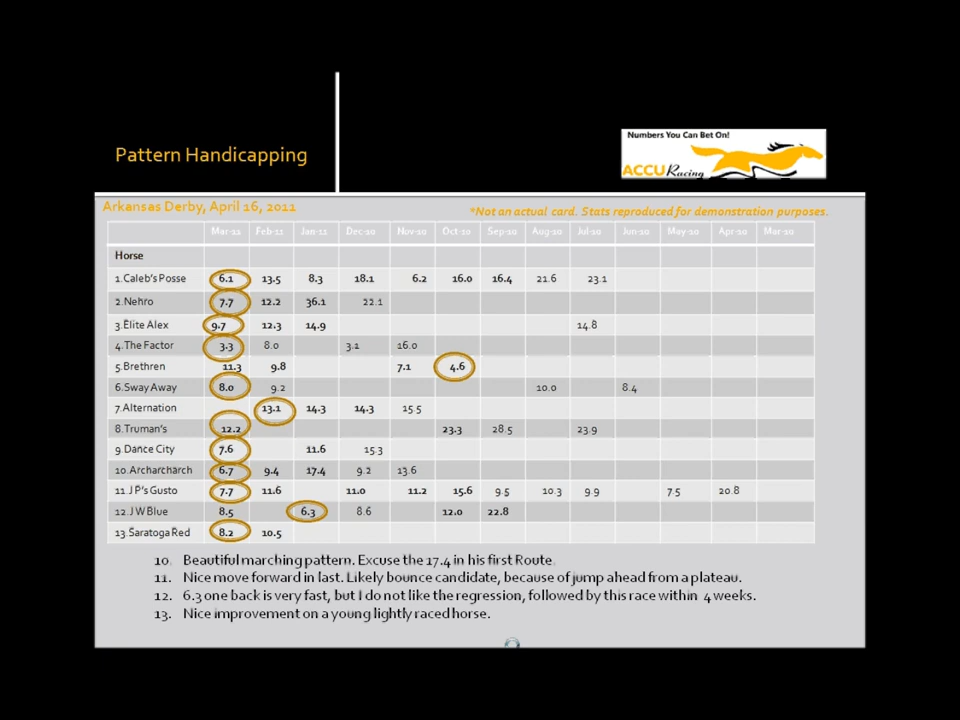 Numbers You Can Bet On!
Pattern Handicapping
ACCU Racing
Arkansas Derby, April 16, 2011
*Not an actual card. Stats reproduced for demonstration purposes.
Mar-11 Feb-11 Jan-11 Dec-10 Nov-10 Oct-10 Sep-10 Aug-10 Jul-10 Jun-10 May-10 Apr-10 Mar-10
Horse
1.Caleb's Posse 6.1 13.5 8.3 18.1 6.2 16.0 16.4 21.6 23.1
2.Nehro 7.7 12.2 36.1 22.1
3.Elite Alex 9.7 12.3 14.9 14.8
4.The Factor 3.3 8.0 3.1 16.0
5.Brethren 11.3 9.8 7.1 4.6
6.Sway Away 8.0 9.2 10.0 8.4
7.Alternation 13.1 14.3 14.3 15.5
8.Truman's 12.2 23.3 28.5 23.9
9.Dance City 7.6 11.6 15.3
10.Archarcharch 6.7 9.4 17.4 9.2 13.6
11.J P's Gusto 7.7 11.6 11.0 11.2 15.6 9.5 10.3 9.9 7.5 20.8
12.J W Blue 8.5 6.3 8.6 12.0 22.8
13.Saratoga Red 8.2 10.5
10. Beautiful marching pattern. Excuse the 17.4 in his first Route.
11. Nice move forward in last. Likely bounce candidate, because of jump ahead from a plateau.
12. 6.3 one back is very fast, but I do not like the regression, followed by this race within 4 weeks.
13. Nice improvement on a young lightly raced horse.